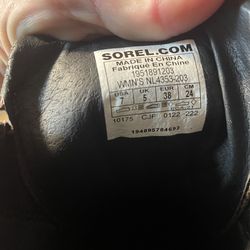 SOREL.COM
MADE IN CHINA
Fabriqué En Chine
1951891203
WMN'S NL4353-203
USA UK EUR CM
7 5 38 24
10175 CJF 0122 222
194895784692